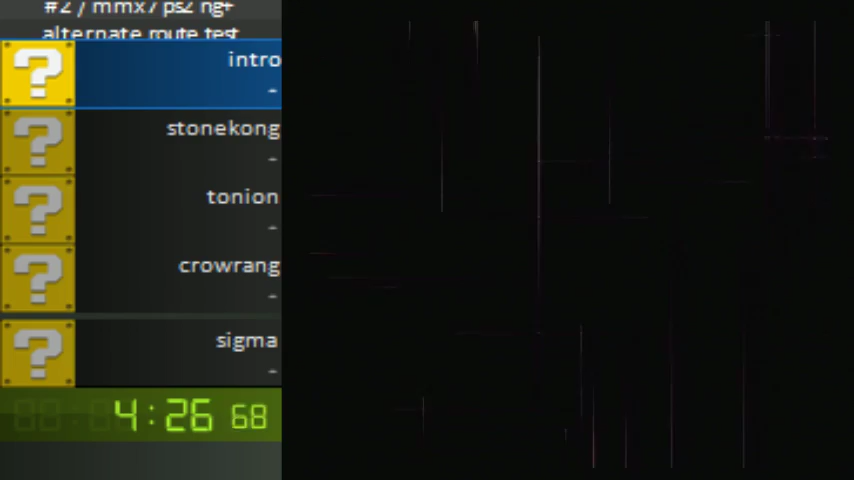 #2 / mmx7 ps2 ng+
alternate route test
intro
-
stonekong
-
tonion
-
crowrang
-
sigma
-
4:26 68